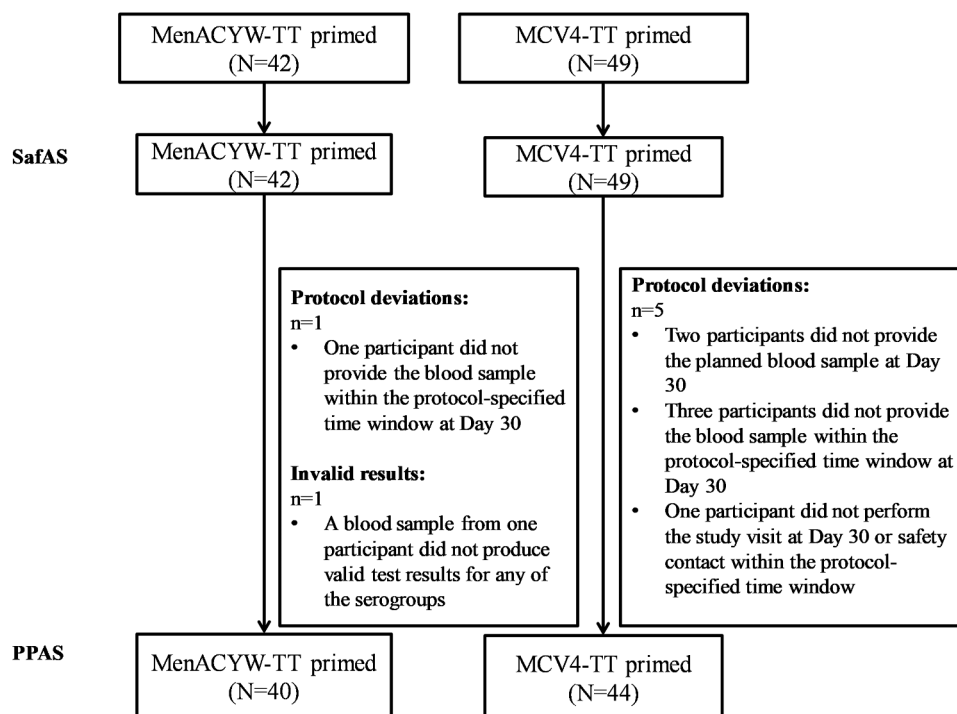 MenACYW-TT primed
(N=42)
MCV4-TT primed
(N=49)
SafAS
MenACYW-TT primed
(N=42)
MCV4-TT primed
(N=49)
Protocol deviations:
n=1
• One participant did not
provide the blood sample
within the protocol-specified
time window at Day 30
Invalid results:
n=1
• A blood sample from one
participant did not produce
valid test results for any of
the serogroups
Protocol deviations:
n=5
• Two participants did not provide
the planned blood sample at Day
30
• Three participants did not provide
the blood sample within the
protocol-specified time window at
Day 30
• One participant did not perform
the study visit at Day 30 or safety
contact within the protocol-
specified time window
PPAS
MenACYW-TT primed
(N=40)
MCV4-TT primed
(N=44)